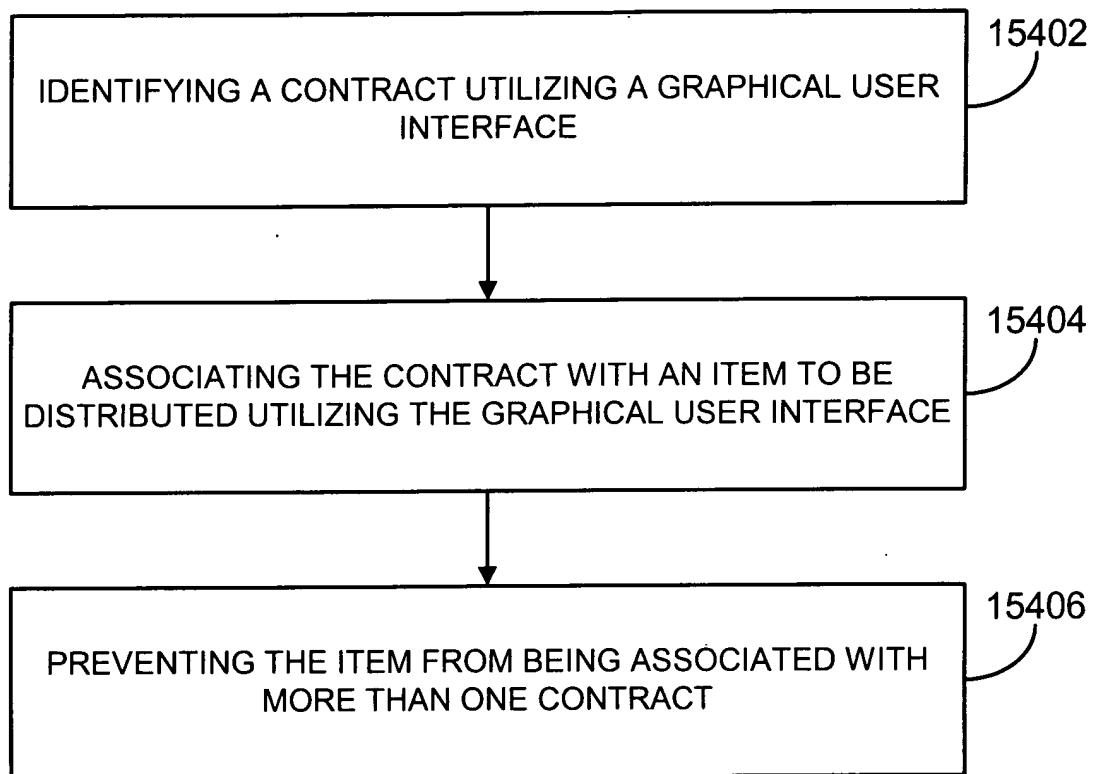 15402
IDENTIFYING A CONTRACT UTILIZING A GRAPHICAL USER
INTERFACE
15404
ASSOCIATING THE CONTRACT WITH AN ITEM TO BE
DISTRIBUTED UTILIZING THE GRAPHICAL USER INTERFACE
15406
PREVENTING THE ITEM FROM BEING ASSOCIATED WITH
MORE THAN ONE CONTRACT